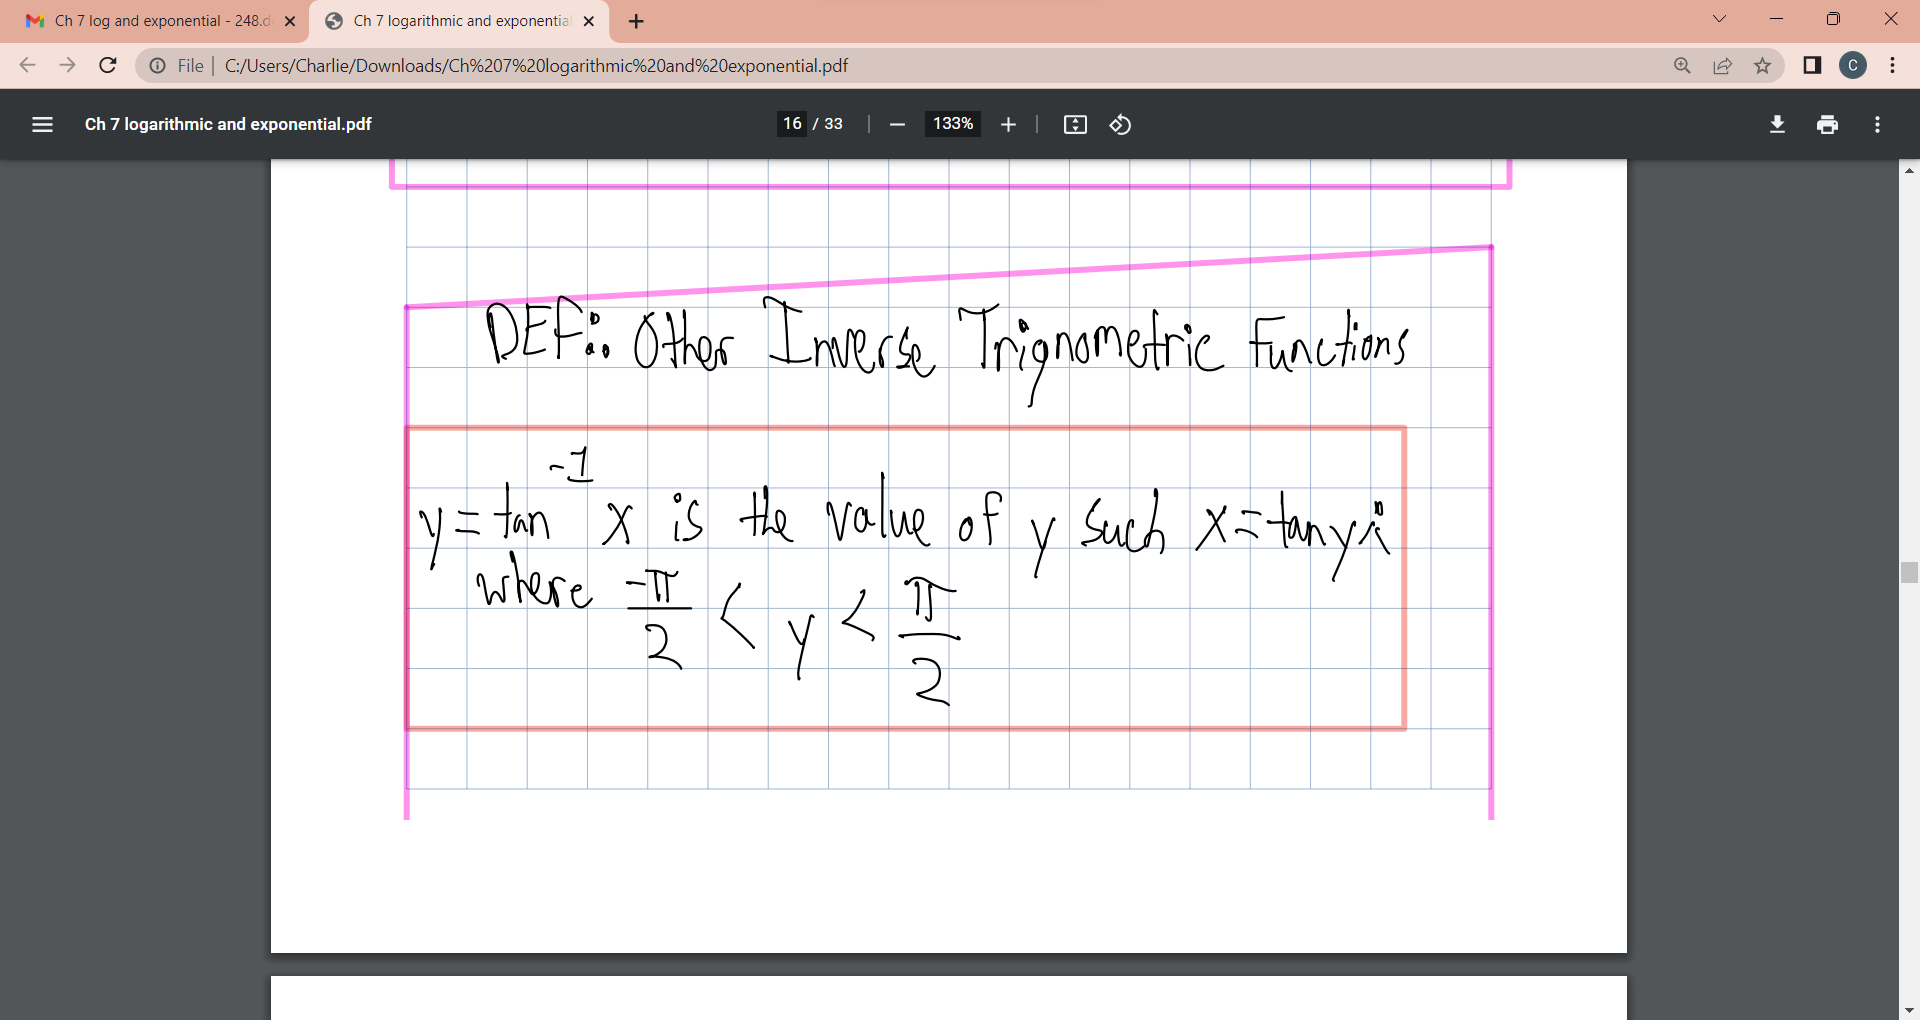 Ch 7 log and exponential - 248.d
Ch 7 logarithmic and exponentia
File | C:/Users/Charlie/Downloads/Ch%207%20logarithmic%20and%20exponential.pdf
C
Ch 7 logarithmic and exponential.pdf
16 / 33 | − 133% + |
DEF: Other Inverse Trignometric Functions
y = tan⁻¹ x is the value of y such x = tan y
where -π/2 < y < π/2